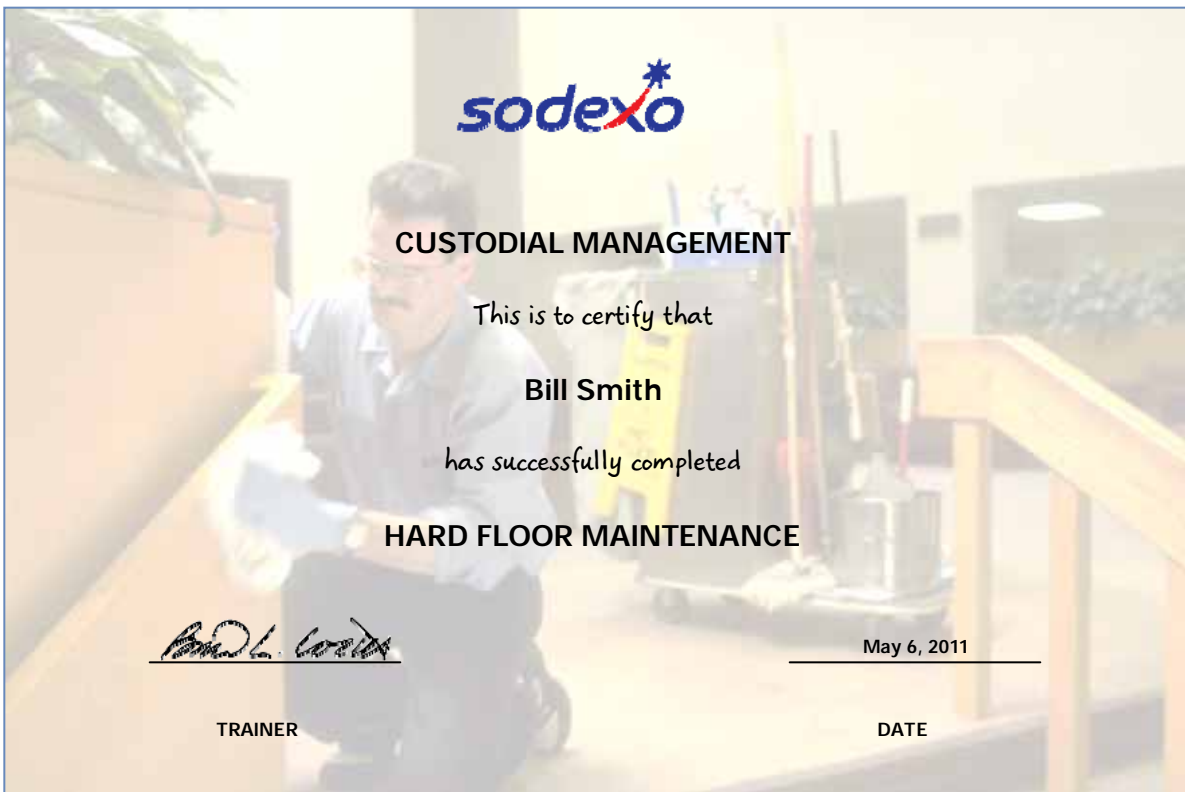 sodexo
CUSTODIAL MANAGEMENT
This is to certify that
Bill Smith
has successfully completed
HARD FLOOR MAINTENANCE
May 6, 2011
TRAINER
DATE